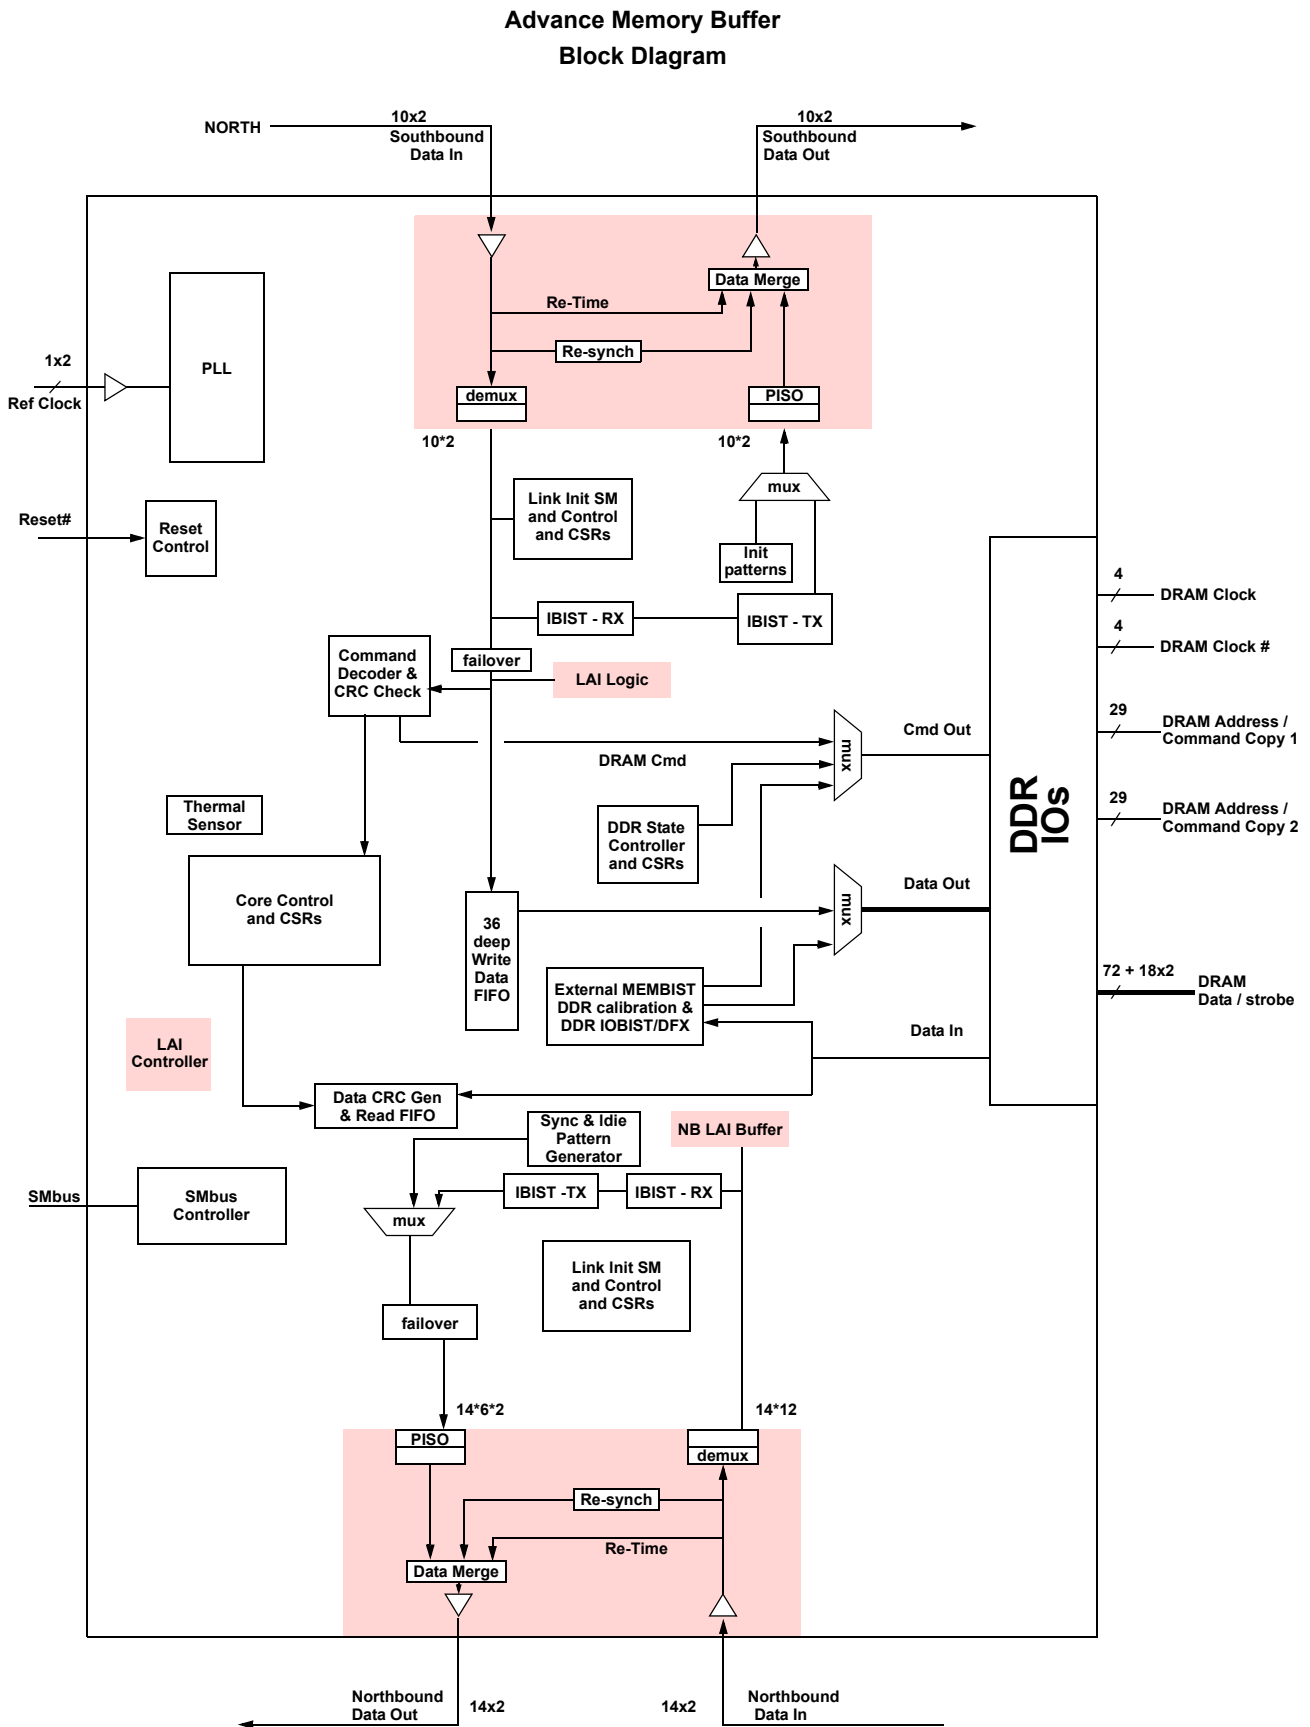 Advance Memory Buffer
Block DIagram
10x2
10x2
NORTH
Southbound
Data In
Southbound
Data Out
Data Merge
Re-Time
Re-synch
1x2
PLL
Ref Clock
demux
PISO
10*2
10*2
mux
Link Init SM
and Control
and CSRs
Reset#
Reset
Control
Init
patterns
4
DRAM Clock
IBIST - RX
IBIST - TX
4
DRAM Clock #
Command
Decoder &
CRC Check
failover
LAI Logic
29
DRAM Address /
Command Copy 1
Cmd Out
mux
DRAM Cmd
DDR
IOs
Thermal
Sensor
DDR State
Controller
and CSRs
29
DRAM Address /
Command Copy 2
Core Control
and CSRs
Data Out
mux
36
deep
Write
Data
FIFO
72 + 18x2
DRAM
Data / strobe
External MEMBIST
DDR calibration &
DDR IOBIST/DFX
Data In
LAI
Controller
Data CRC Gen
& Read FIFO
Sync & Idie
Pattern
Generator
NB LAI Buffer
SMbus
SMbus
Controller
IBIST -TX
IBIST - RX
mux
Link Init SM
and Control
and CSRs
failover
14*6*2
14*12
PISO
demux
Re-synch
Re-Time
Data Merge
Northbound
Data Out
14x2
14x2
Northbound
Data In